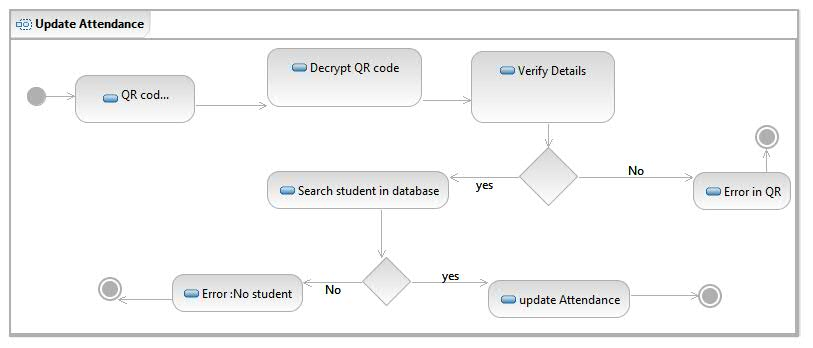 Update Attendance
QR cod...
Decrypt QR code
Verify Details
Search student in database
yes
No
Error in QR
Error :No student
No
yes
update Attendance